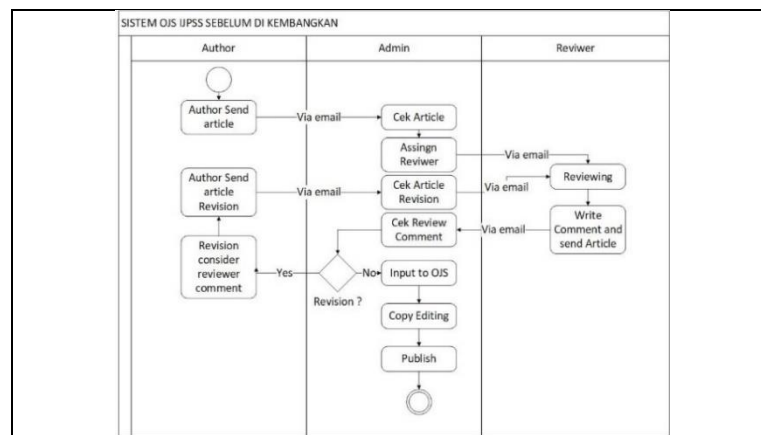 SISTEM OJS IJPSS SEBELUM DI KEMBANGKAN
Author
Admin
Reviwer
Author Send
article
Via email
Cek Article
Assingn
Reviwer
Via email
Author Send
article
Revision
Via email
Cek Article
Revision
Via email
Reviewing
Cek Review
Comment
Via email
Write
Comment and
send Article
Revision
consider
reviewer
comment
Yes
Revision ?
No
Input to OJS
Copy Editing
Publish